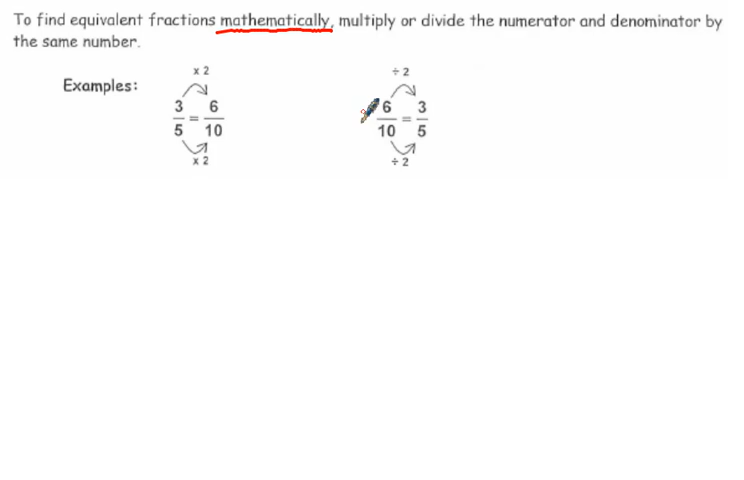 To find equivalent fractions mathematically, multiply or divide the numerator and denominator by
the same number.
Examples:
x 2
3/5 = 6/10
x 2
÷ 2
6/10 = 3/5
÷ 2